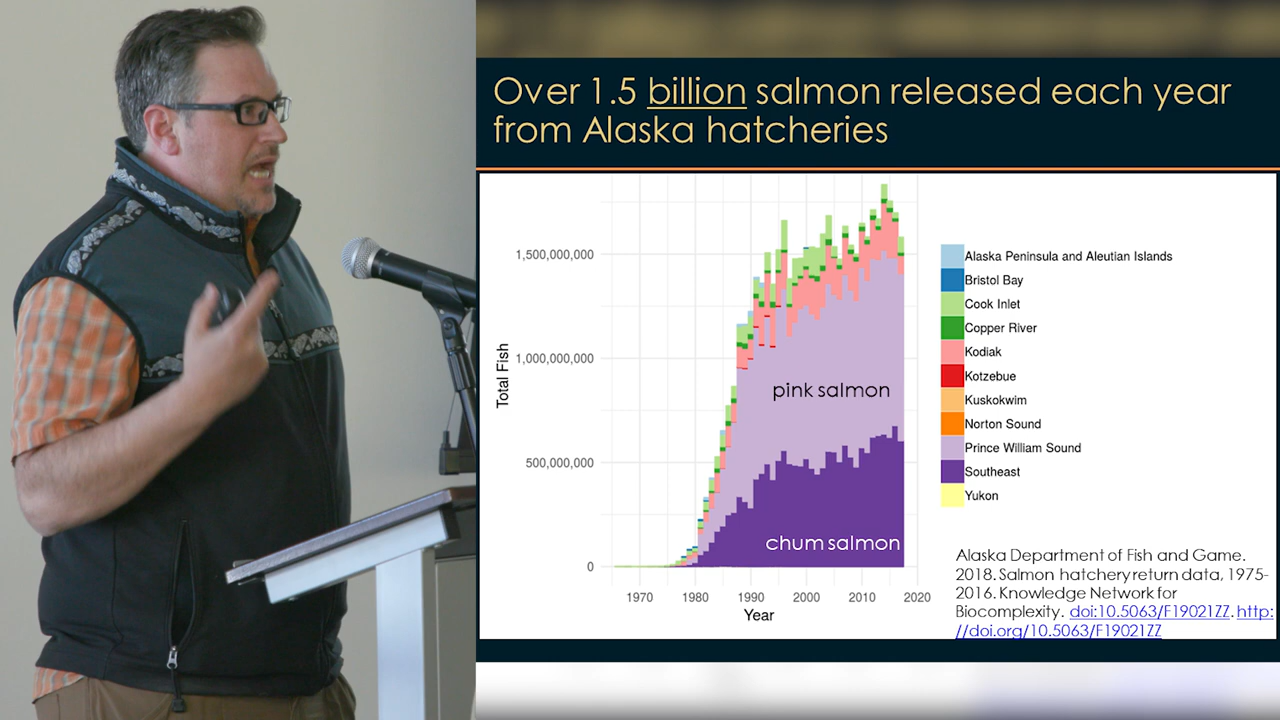 Over 1.5 billion salmon released each year
from Alaska hatcheries
Total Fish
1,500,000,000
1,000,000,000
500,000,000
0
pink salmon
chum salmon
1970
1980
1990
2000
2010
2020
Year
Alaska Peninsula and Aleutian Islands
Bristol Bay
Cook Inlet
Copper River
Kodiak
Kotzebue
Kuskokwim
Norton Sound
Prince William Sound
Southeast
Yukon
Alaska Department of Fish and Game.
2018. Salmon hatchery return data, 1975-
2016. Knowledge Network for
Biocomplexity. doi:10.5063/F19021ZZ. http:
//doi.org/10.5063/F19021ZZ